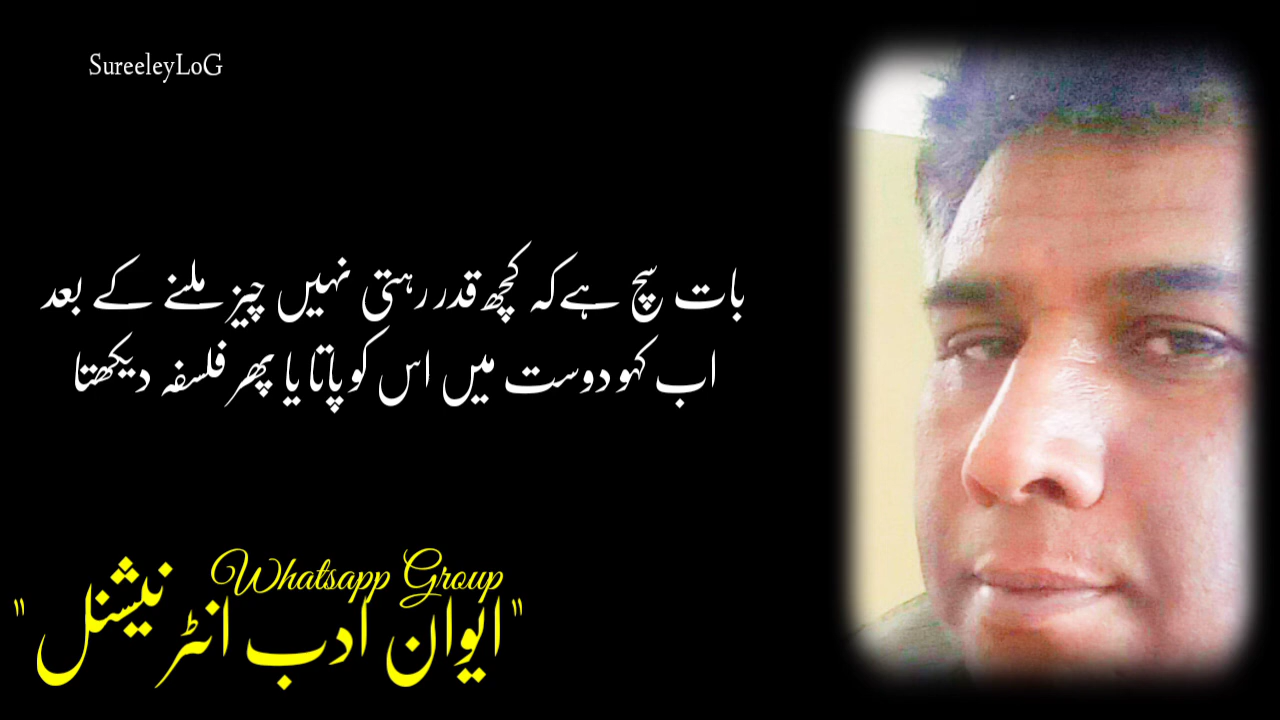 SureeleyLoG
بات سچ ہے کہ کچھ قدر رہتی نہیں چیز ملنے کے بعد
اب کہو دوست میں اس کو پاتا یا پھر فلسفہ دیکھتا
Whatsapp Group
"ایوان ادب انٹرنیشنل"